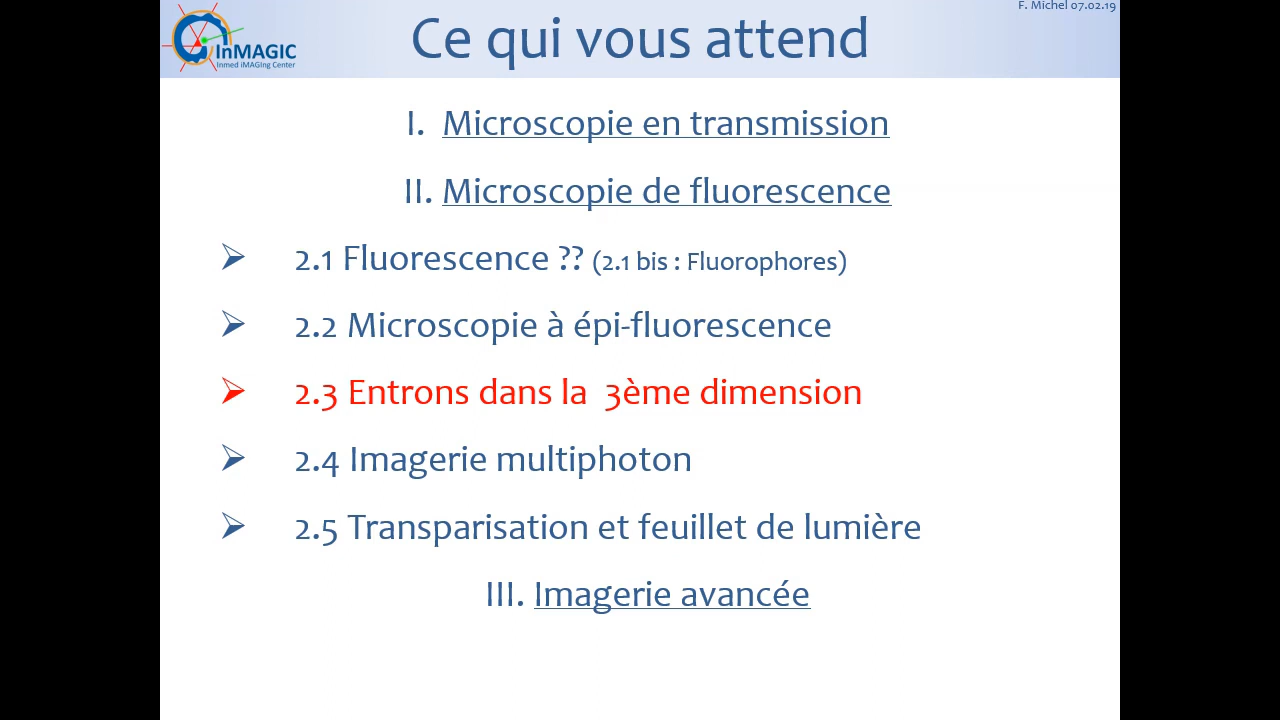 F. Michel 07.02.19
InMAGIC
Inmed iMAGIng Center
Ce qui vous attend
I. Microscopie en transmission
II. Microscopie de fluorescence
2.1 Fluorescence ?? (2.1 bis : Fluorophores)
2.2 Microscopie à épi-fluorescence
2.3 Entrons dans la 3ème dimension
2.4 Imagerie multiphoton
2.5 Transparisation et feuillet de lumière
III. Imagerie avancée